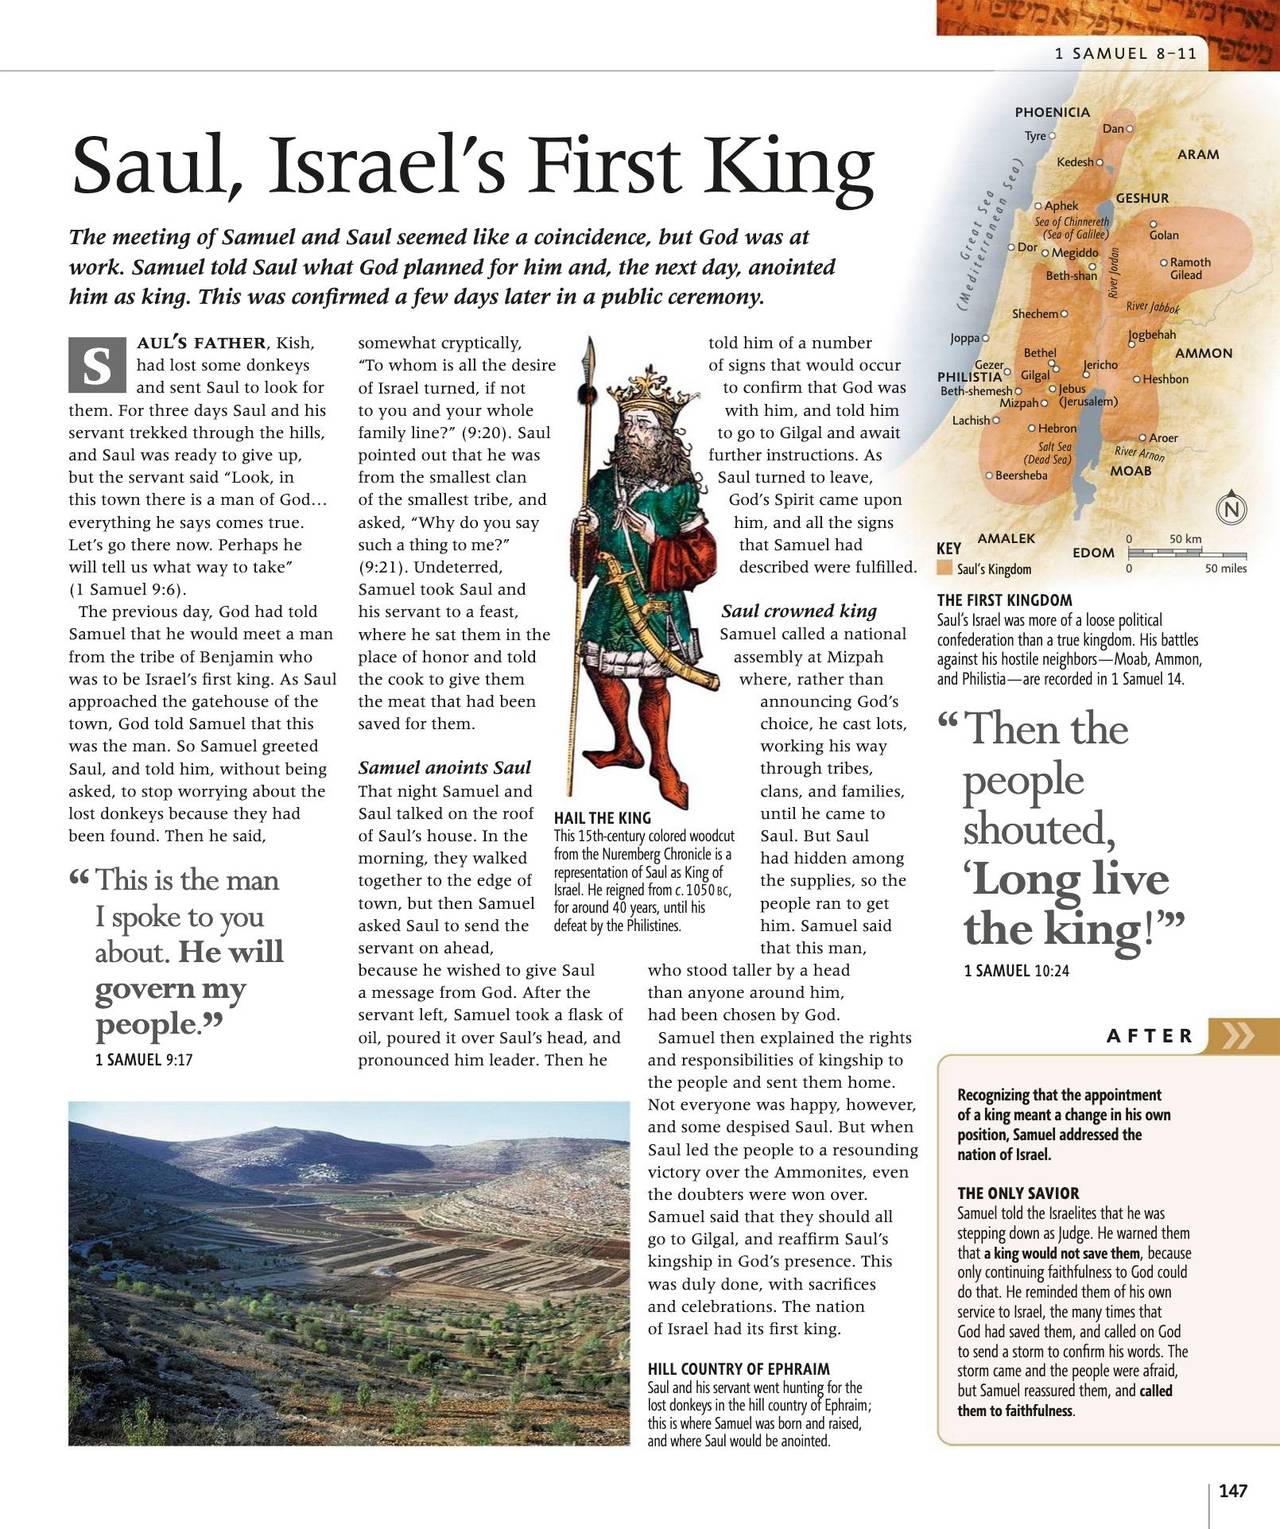 1 SAMUEL 8–11
Saul, Israel’s First King
The meeting of Samuel and Saul seemed like a coincidence, but God was at
work. Samuel told Saul what God planned for him and, the next day, anointed
him as king. This was confirmed a few days later in a public ceremony.
SAUL’S FATHER, Kish,
had lost some donkeys
and sent Saul to look for
them. For three days Saul and his
servant trekked through the hills,
and Saul was ready to give up,
but the servant said “Look, in
this town there is a man of God…
everything he says comes true.
Let’s go there now. Perhaps he
will tell us what way to take”
(1 Samuel 9:6).
The previous day, God had told
Samuel that he would meet a man
from the tribe of Benjamin who
was to be Israel’s first king. As Saul
approached the gatehouse of the
town, God told Samuel that this
was the man. So Samuel greeted
Saul, and told him, without being
asked, to stop worrying about the
lost donkeys because they had
been found. Then he said,
“This is the man
I spoke to you
about. He will
govern my
people.”
1 SAMUEL 9:17
somewhat cryptically,
“To whom is all the desire
of Israel turned, if not
to you and your whole
family line?” (9:20). Saul
pointed out that he was
from the smallest clan
of the smallest tribe, and
asked, “Why do you say
such a thing to me?”
(9:21). Undeterred,
Samuel took Saul and
his servant to a feast,
where he sat them in the
place of honor and told
the cook to give them
the meat that had been
saved for them.
Samuel anoints Saul
That night Samuel and
Saul talked on the roof
of Saul’s house. In the
morning, they walked
together to the edge of
town, but then Samuel
asked Saul to send the
servant on ahead,
because he wished to give Saul
a message from God. After the
servant left, Samuel took a flask of
oil, poured it over Saul’s head, and
pronounced him leader. Then he
HAIL THE KING
This 15th-century colored woodcut
from the Nuremberg Chronicle is a
representation of Saul as King of
Israel. He reigned from c. 1050 BC,
for around 40 years, until his
defeat by the Philistines.
told him of a number
of signs that would occur
to confirm that God was
with him, and told him
to go to Gilgal and await
further instructions. As
Saul turned to leave,
God’s Spirit came upon
him, and all the signs
that Samuel had
described were fulfilled.
Saul crowned king
Samuel called a national
assembly at Mizpah
where, rather than
announcing God’s
choice, he cast lots,
working his way
through tribes,
clans, and families,
until he came to
Saul. But Saul
had hidden among
the supplies, so the
people ran to get
him. Samuel said
that this man,
who stood taller by a head
than anyone around him,
had been chosen by God.
Samuel then explained the rights
and responsibilities of kingship to
the people and sent them home.
Not everyone was happy, however,
and some despised Saul. But when
Saul led the people to a resounding
victory over the Ammonites, even
the doubters were won over.
Samuel said that they should all
go to Gilgal, and reaffirm Saul’s
kingship in God’s presence. This
was duly done, with sacrifices
and celebrations. The nation
of Israel had its first king.
HILL COUNTRY OF EPHRAIM
Saul and his servant went hunting for the
lost donkeys in the hill country of Ephraim;
this is where Samuel was born and raised,
and where Saul would be anointed.
PHOENICIA
Tyre
Dan
Kedesh
ARAM
Great Sea
(Mediterranean Sea)
GESHUR
Aphek
Sea of Chinnereth
(Sea of Galilee)
Golan
Dor
Megiddo
Ramoth
Gilead
Beth-shan
River Jordan
River Jabbok
Shechem
Joppa
Jogbehah
Bethel
AMMON
Gezer
Gilgal
Jericho
PHILISTIA
Heshbon
Beth-shemesh
Jebus
(Jerusalem)
Mizpah
Lachish
Hebron
Aroer
Salt Sea
(Dead Sea)
River Arnon
Beersheba
MOAB
N
AMALEK
EDOM
KEY
Saul’s Kingdom
0 50 km
0 50 miles
THE FIRST KINGDOM
Saul’s Israel was more of a loose political
confederation than a true kingdom. His battles
against his hostile neighbors—Moab, Ammon,
and Philistia—are recorded in 1 Samuel 14.
“Then the
people
shouted,
‘Long live
the king!’”
1 SAMUEL 10:24
AFTER
Recognizing that the appointment
of a king meant a change in his own
position, Samuel addressed the
nation of Israel.
THE ONLY SAVIOR
Samuel told the Israelites that he was
stepping down as Judge. He warned them
that a king would not save them, because
only continuing faithfulness to God could
do that. He reminded them of his own
service to Israel, the many times that
God had saved them, and called on God
to send a storm to confirm his words. The
storm came and the people were afraid,
but Samuel reassured them, and called
them to faithfulness.
147